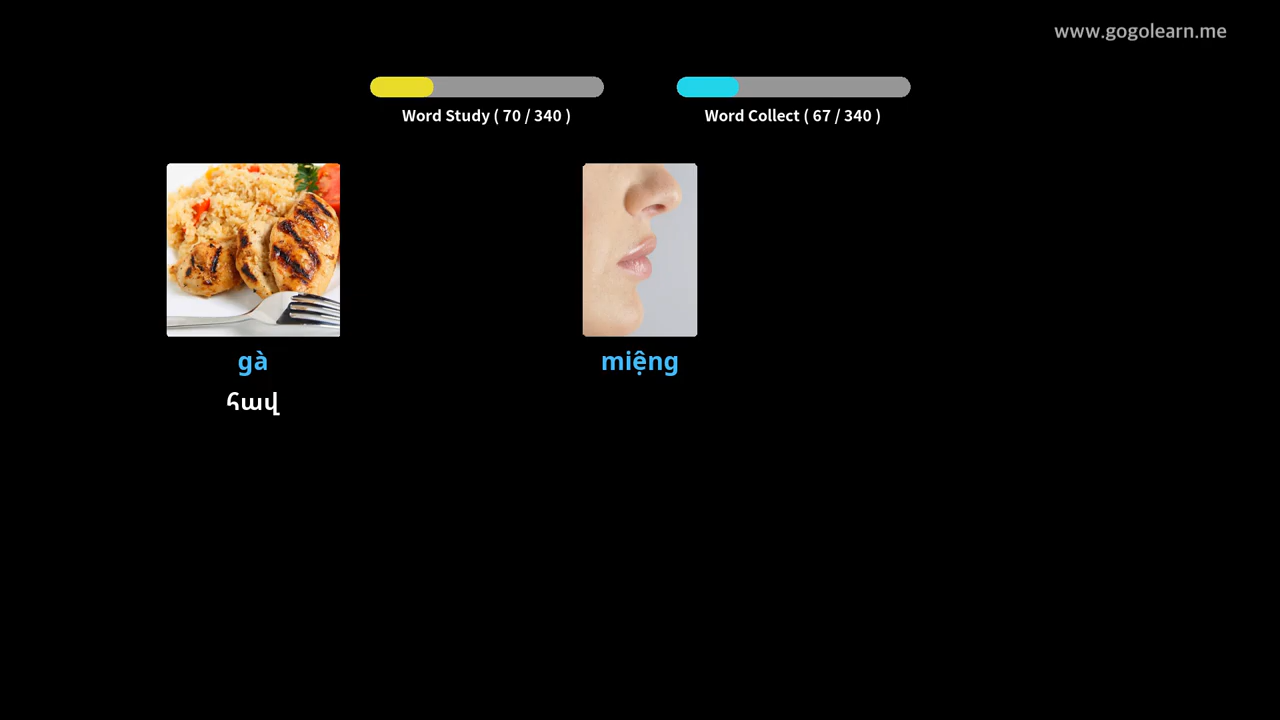 www.gogolearn.me
Word Study ( 70 / 340 )
Word Collect ( 67 / 340 )
gà
հավ
miệng